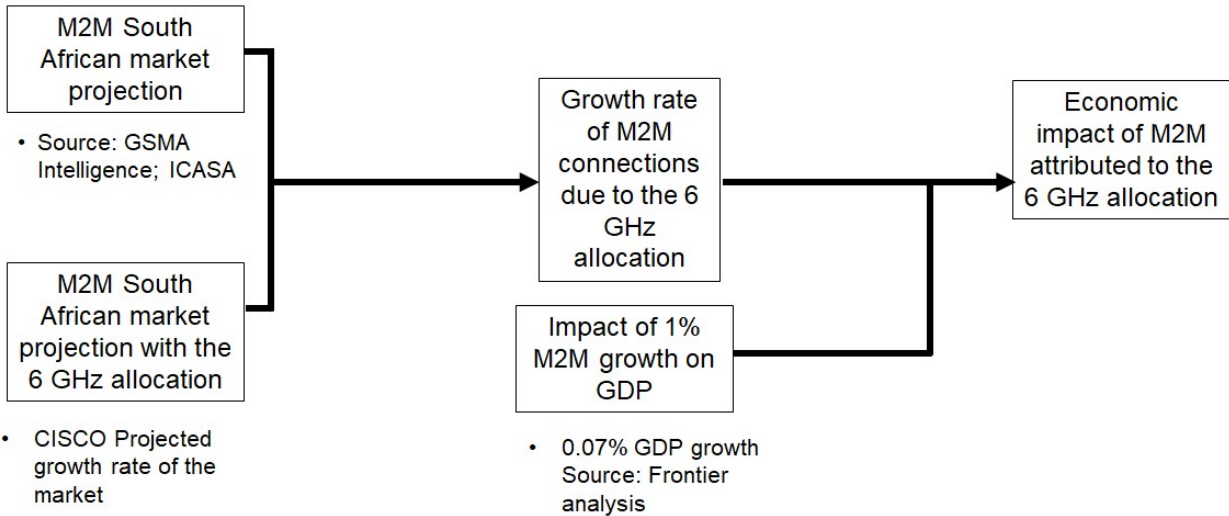 M2M South
African market
projection
• Source: GSMA
Intelligence; ICASA
M2M South
African market
projection with the
6 GHz allocation
• CISCO Projected
growth rate of the
market
Growth rate
of M2M
connections
due to the 6
GHz
allocation
Impact of 1%
M2M growth on
GDP
• 0.07% GDP growth
Source: Frontier
analysis
Economic
impact of M2M
attributed to the
6 GHz allocation